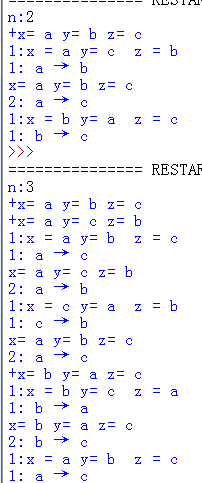 =============== RESTAR
n:2
+x= a y= b z= c
1:x = a y= c  z = b
1: a → b
x= a y= b z= c
2: a → c
1:x = b y= a  z = c
1: b → c
>>>
=============== RESTAR
n:3
+x= a y= b z= c
+x= a y= c z= b
1:x = a y= b  z = c
1: a → c
x= a y= c z= b
2: a → b
1:x = c y= a  z = b
1: c → b
x= a y= b z= c
2: a → c
+x= b y= a z= c
1:x = b y= c  z = a
1: b → a
x= b y= a z= c
2: b → c
1:x = a y= b  z = c
1: a → c